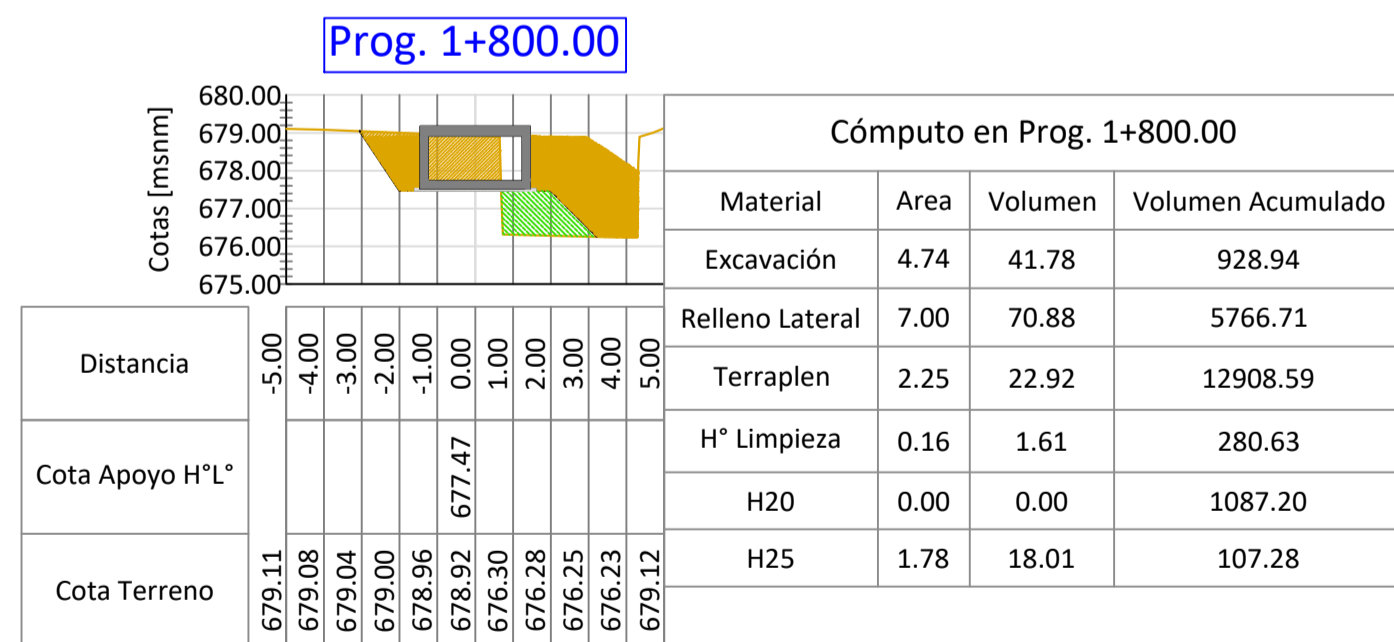 Prog. 1+800.00
Cotas [msnm]
680.00
679.00
678.00
677.00
676.00
675.00
Cómputo en Prog. 1+800.00
Material Area Volumen Volumen Acumulado
Excavación 4.74 41.78 928.94
Relleno Lateral 7.00 70.88 5766.71
Terraplen 2.25 22.92 12908.59
H° Limpieza 0.16 1.61 280.63
H20 0.00 0.00 1087.20
H25 1.78 18.01 107.28
Distancia -5.00 -4.00 -3.00 -2.00 -1.00 0.00 1.00 2.00 3.00 4.00 5.00
Cota Apoyo H°L° 677.47
Cota Terreno 679.11 679.08 679.04 679.00 678.96 678.92 676.30 676.28 676.25 676.23 679.12